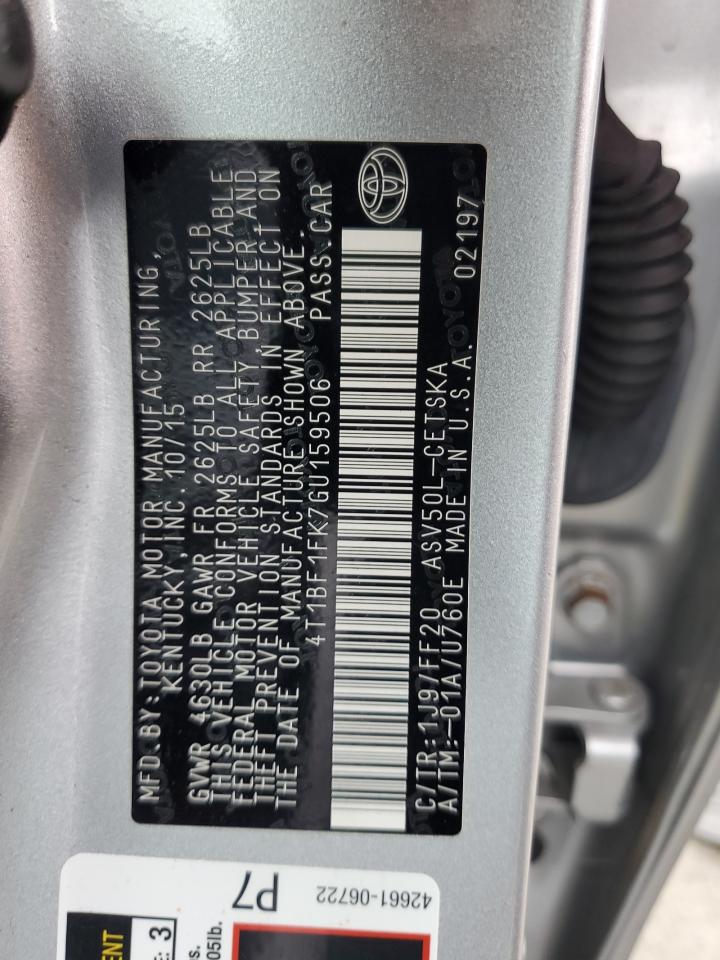 MFD.BY:TOYOTA MOTOR MANUFACTURING,
KENTUCKY, INC. 10/15
GVWR 4630LB GAWR FR 2625LB RR 2625LB
THIS VEHICLE CONFORMS TO ALL APPLICABLE
FEDERAL MOTOR VEHICLE SAFETY, BUMPER, AND
THEFT PREVENTION STANDARDS IN EFFECT ON
THE DATE OF MANUFACTURE SHOWN ABOVE.
4T1BF1FK7GU159506 PASS.CAR
C/TR:1J9/FF20 ASV50L-CETSKA
A/TM:-01A/U760E MADE IN U.S.A. 02197
P7
42661-06722
3
05lb.